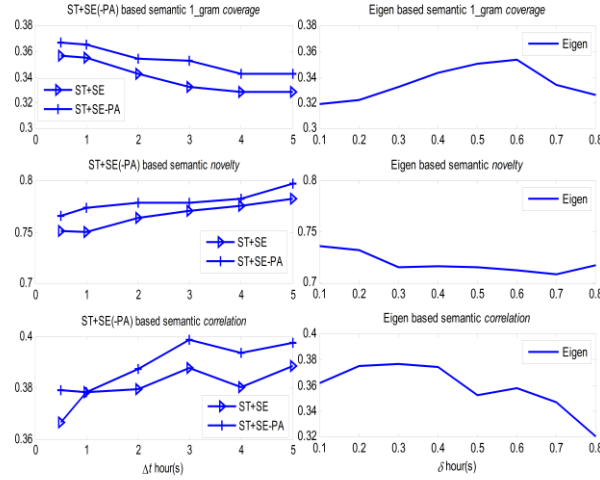 ST+SE(-PA) based semantic 1_gram coverage
0.38
0.36
0.34
0.32
0.3
0 1 2 3 4 5
ST+SE
ST+SE-PA
Eigen based semantic 1_gram coverage
0.38
0.36
0.34
0.32
0.3
0.1 0.2 0.3 0.4 0.5 0.6 0.7 0.8
Eigen
ST+SE(-PA) based semantic novelty
0.8
0.75
0.7
0 1 2 3 4 5
ST+SE
ST+SE-PA
Eigen based semantic novelty
0.8
0.75
0.7
0.1 0.2 0.3 0.4 0.5 0.6 0.7 0.8
Eigen
ST+SE(-PA) based semantic correlation
0.4
0.38
0.36
0 1 2 3 4 5
Δt hour(s)
ST+SE
ST+SE-PA
Eigen based semantic correlation
0.4
0.38
0.36
0.34
0.32
0.1 0.2 0.3 0.4 0.5 0.6 0.7 0.8
δ hour(s)
Eigen